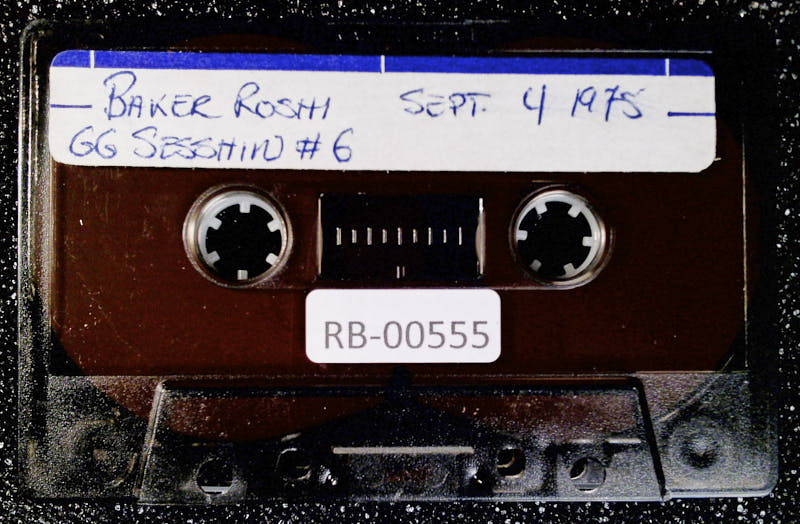 BAKER ROSHI SEPT. 4 1975
GG SESSHIN # 6
RB-00555